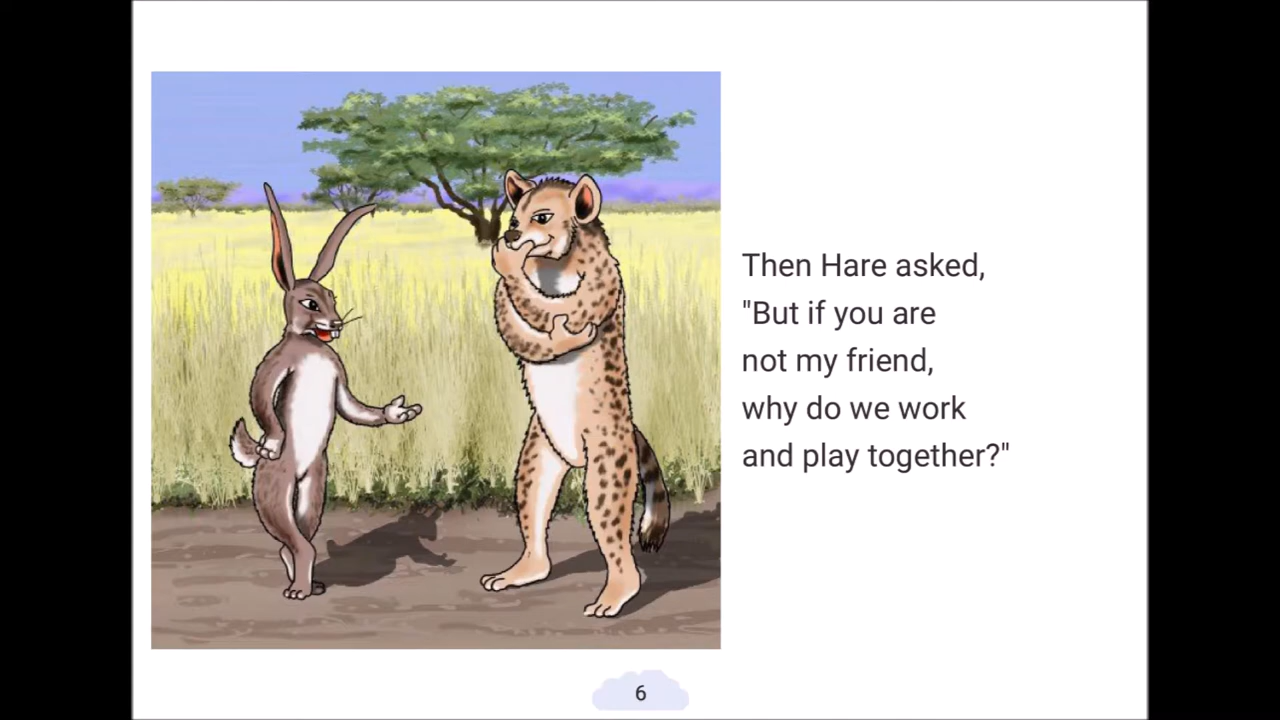 Then Hare asked,
"But if you are
not my friend,
why do we work
and play together?"
6